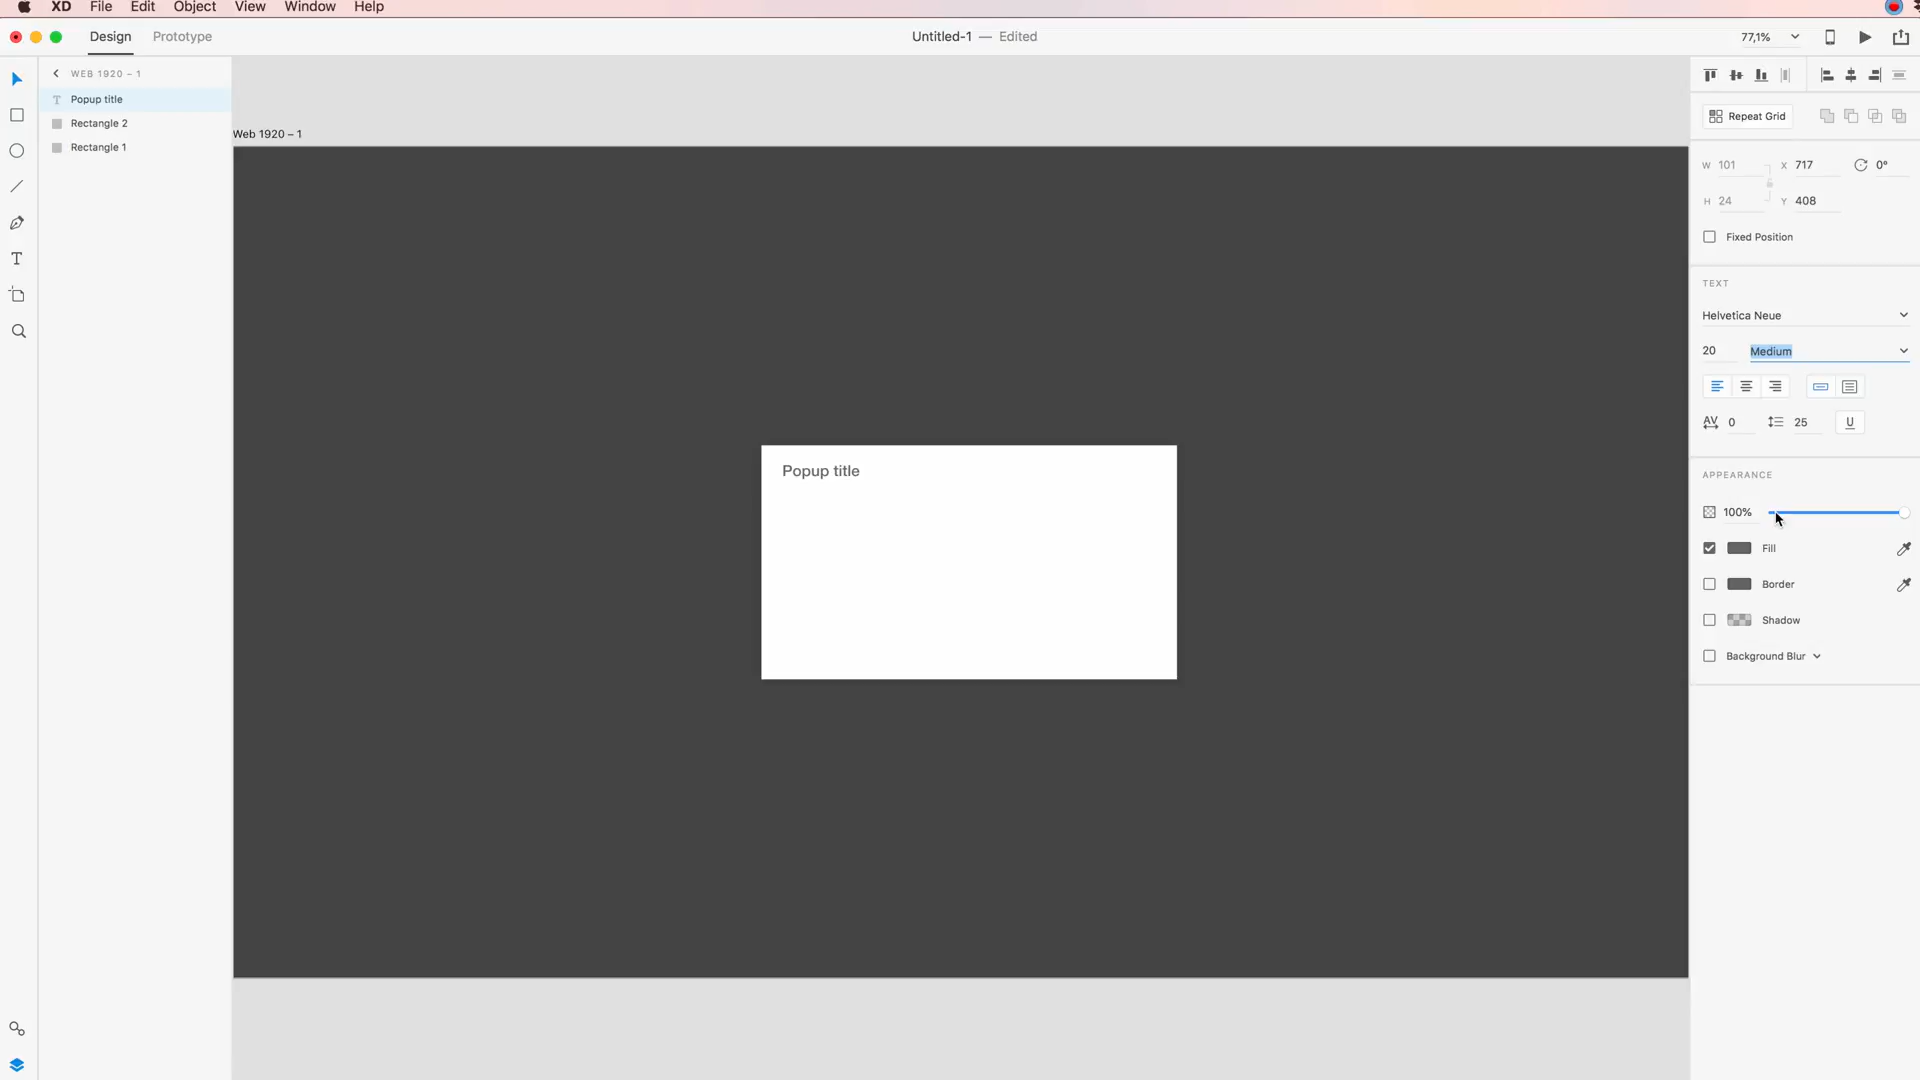 XD File Edit Object View Window Help
Design Prototype
Untitled-1 — Edited
77,1%
WEB 1920 – 1
Popup title
Rectangle 2
Rectangle 1
Web 1920 – 1
Popup title
Repeat Grid
W 101 X 717 0°
H 24 Y 408
Fixed Position
TEXT
Helvetica Neue
20 Medium
AV 0 25 U
APPEARANCE
100%
Fill
Border
Shadow
Background Blur